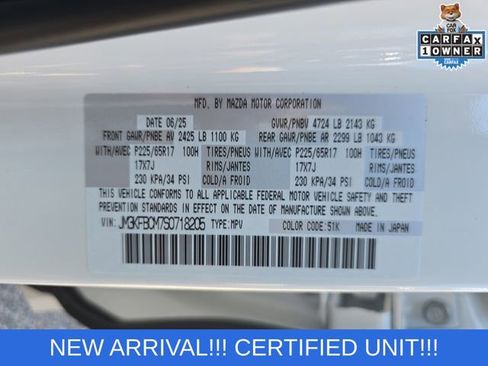 CAR
FOX
CARFAX
1 OWNER
MFD. BY MAZDA MOTOR CORPORATION
DATE 06/25 GVWR/PNBV 4724 LB 2143 KG
FRONT GAWR/PNBE AV 2425 LB 1100 KG REAR GAWR/PNBE AR 2299 LB 1043 KG
WITH/AVEC P225/65R17 100H TIRES/PNEUS WITH/AVEC P225/65R17 100H TIRES/PNEUS
17X7J RIMS/JANTES 17X7J RIMS/JANTES
230 KPA/34 PSI COLD/A FROID 230 KPA/34 PSI COLD/A FROID
THIS VEHICLE CONFORMS TO ALL APPLICABLE FEDERAL MOTOR VEHICLE SAFETY AND THEFT
PREVENTION STANDARDS IN EFFECT ON THE DATE OF MANUFACTURE SHOWN ABOVE.
VIN: JM3KFBCM7S0718205 TYPE: MPV COLOR CODE: 51K MADE IN JAPAN
NEW ARRIVAL!!! CERTIFIED UNIT!!!